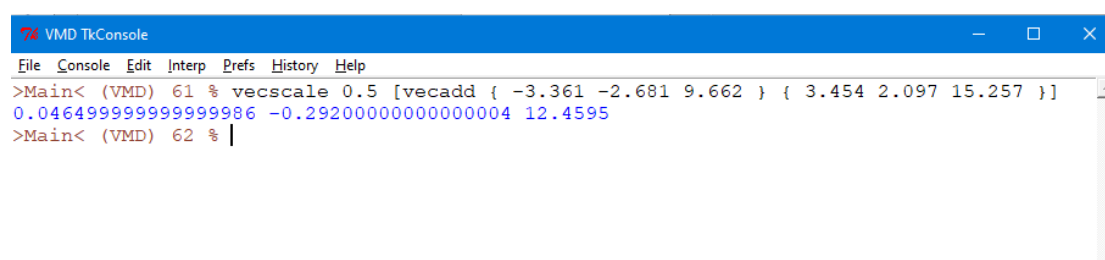 VMD TkConsole
File Console Edit Interp Prefs History Help
>Main< (VMD) 61 % vecscale 0.5 [vecadd { -3.361 -2.681 9.662 } { 3.454 2.097 15.257 }]
0.046499999999999986 -0.29200000000000004 12.4595
>Main< (VMD) 62 %